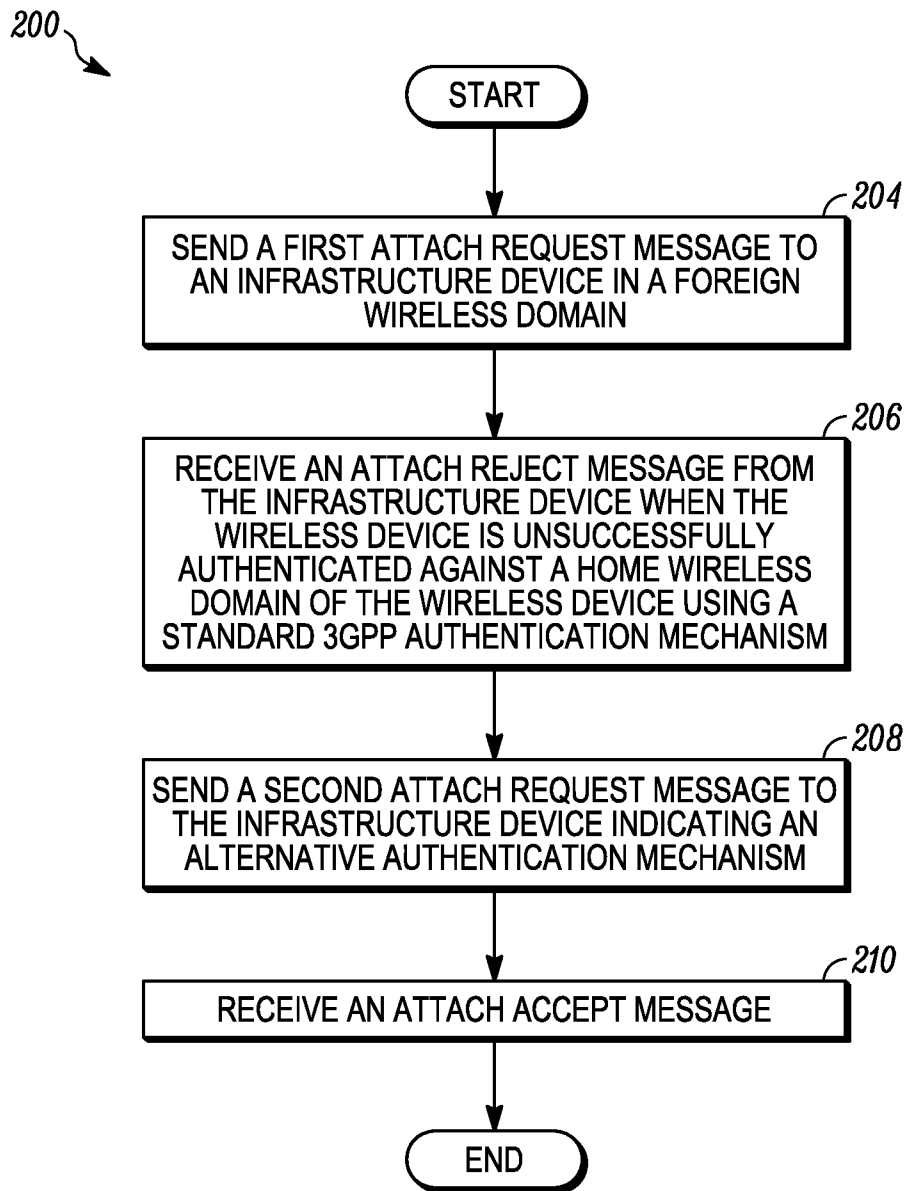 200
START
204
SEND A FIRST ATTACH REQUEST MESSAGE TO
AN INFRASTRUCTURE DEVICE IN A FOREIGN
WIRELESS DOMAIN
206
RECEIVE AN ATTACH REJECT MESSAGE FROM
THE INFRASTRUCTURE DEVICE WHEN THE
WIRELESS DEVICE IS UNSUCCESSFULLY
AUTHENTICATED AGAINST A HOME WIRELESS
DOMAIN OF THE WIRELESS DEVICE USING A
STANDARD 3GPP AUTHENTICATION MECHANISM
208
SEND A SECOND ATTACH REQUEST MESSAGE TO
THE INFRASTRUCTURE DEVICE INDICATING AN
ALTERNATIVE AUTHENTICATION MECHANISM
210
RECEIVE AN ATTACH ACCEPT MESSAGE
END